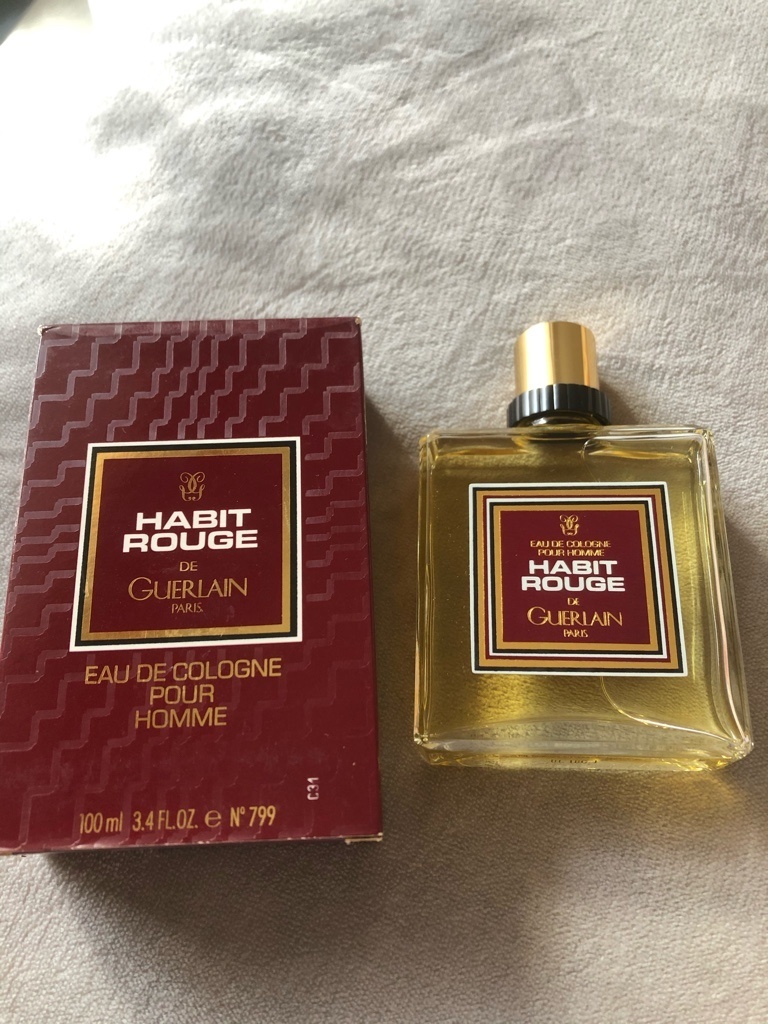 HABIT
ROUGE
DE
GUERLAIN
PARIS.
EAU DE COLOGNE
POUR
HOMME
C31
100 ml 3.4 FL.OZ. e N° 799
EAU DE COLOGNE
POUR HOMME
HABIT
ROUGE
DE
GUERLAIN
PARIS